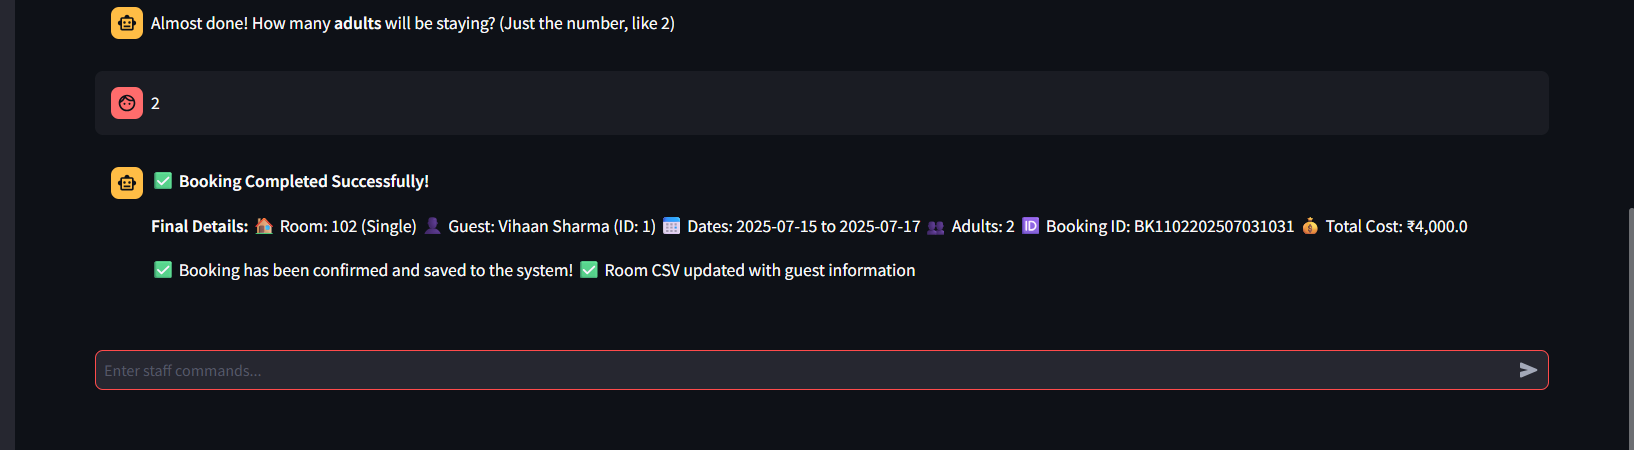 Almost done! How many adults will be staying? (Just the number, like 2)
2
✅ Booking Completed Successfully!
Final Details: 🏠 Room: 102 (Single) 👤 Guest: Vihaan Sharma (ID: 1) 📅 Dates: 2025-07-15 to 2025-07-17 👥 Adults: 2 🆔 Booking ID: BK1102202507031031 💰 Total Cost: ₹4,000.0
✅ Booking has been confirmed and saved to the system! ✅ Room CSV updated with guest information
Enter staff commands...